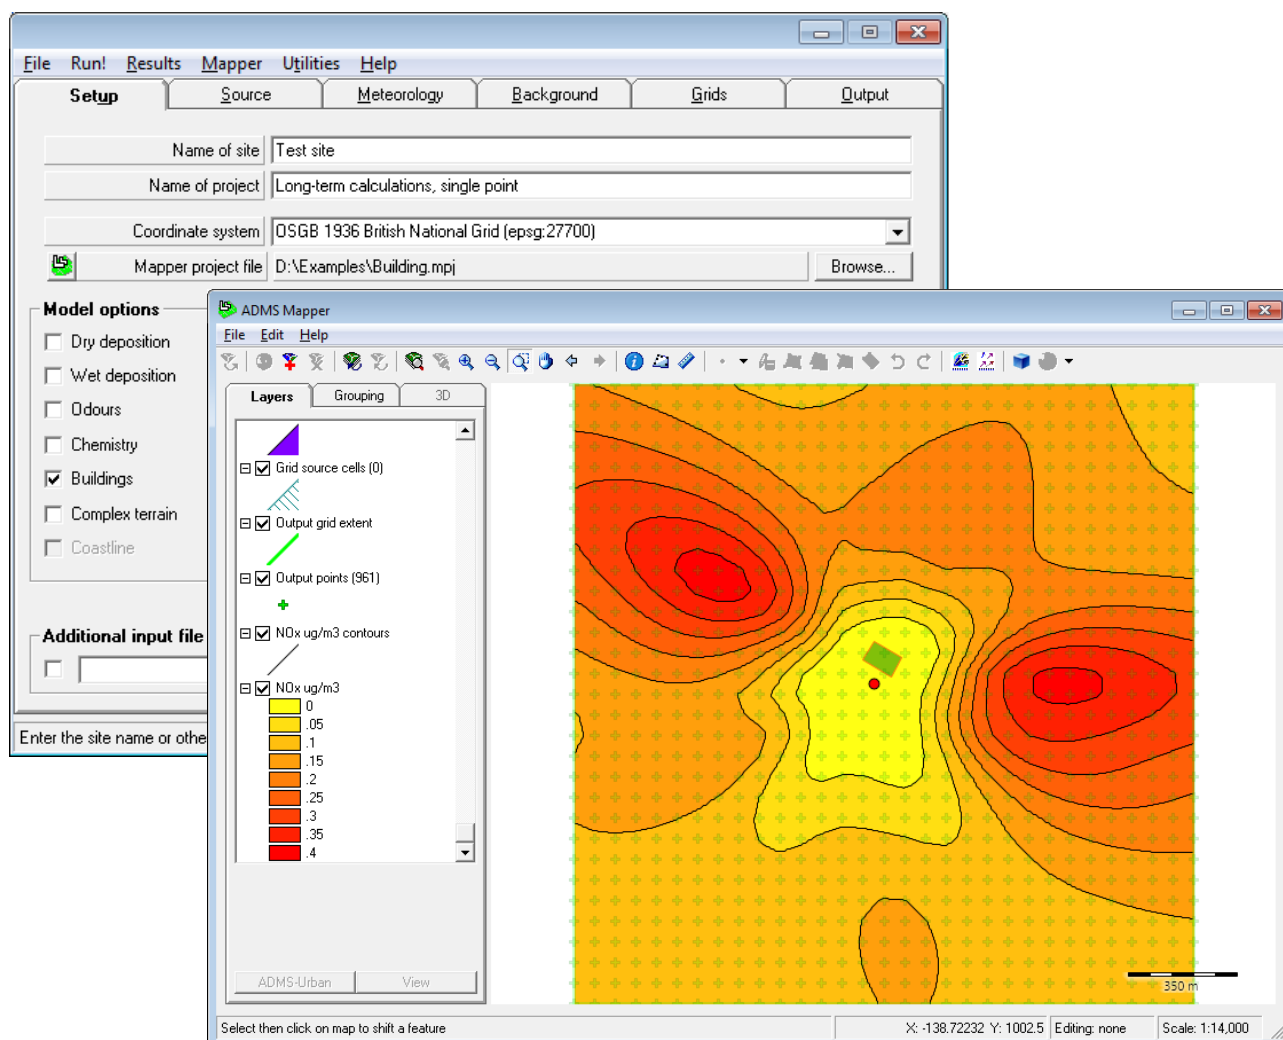 File Run! Results Mapper Utilities Help
Setup Source Meteorology Background Grids Output
Name of site Test site
Name of project Long-term calculations, single point
Coordinate system OSGB 1936 British National Grid (epsg:27700)
Mapper project file D:\Examples\Building.mpj Browse...
Model options
Dry deposition
Wet deposition
Odours
Chemistry
Buildings
Complex terrain
Coastline
Additional input file
Enter the site name or othe
ADMS Mapper
File Edit Help
Layers Grouping 3D
Grid source cells (0)
Output grid extent
Output points (961)
NOx ug/m3 contours
NOx ug/m3
0
.05
.1
.15
.2
.25
.3
.35
.4
ADMS-Urban View
350 m
Select then click on map to shift a feature X: -138.72232 Y: 1002.5 Editing: none Scale: 1:14,000